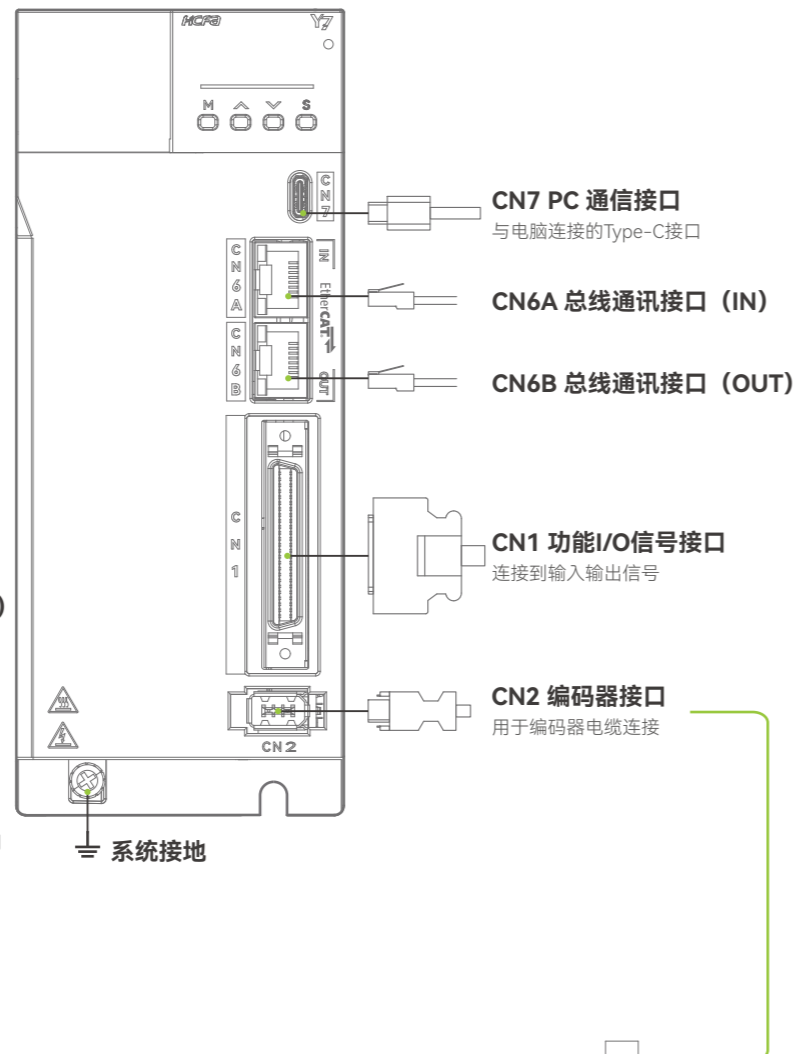 HCFA
Y7
M
S
CN7
CN7 PC 通信接口
与电脑连接的Type-C接口
CN6A
IN
EtherCAT
CN6A 总线通讯接口（IN）
CN6B
OUT
CN6B 总线通讯接口（OUT）
CN1
CN1 功能I/O信号接口
连接到输入输出信号
）
CN2 编码器接口
用于编码器电缆连接
CN2
系统接地